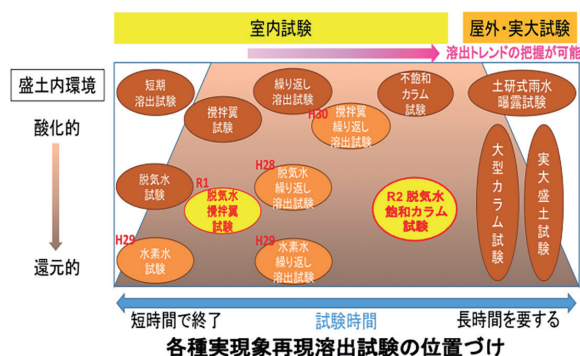 室内試験
屋外・実大試験
溶出トレンドの把握が可能
盛土内環境
酸化的
還元的
短期
溶出試験
攪拌翼
試験
繰り返し
溶出試験
H30
攪拌翼
繰り返し
溶出試験
不飽和
カラム
試験
土研式雨水
曝露試験
脱気水
試験
R1
脱気水
攪拌翼
試験
H28
脱気水
繰り返し
溶出試験
R2 脱気水
飽和カラム
試験
大型カラム試験
実大盛土試験
H29
水素水
試験
H29
水素水
繰り返し
溶出試験
短時間で終了
試験時間
長時間を要する
各種実現象再現溶出試験の位置づけ